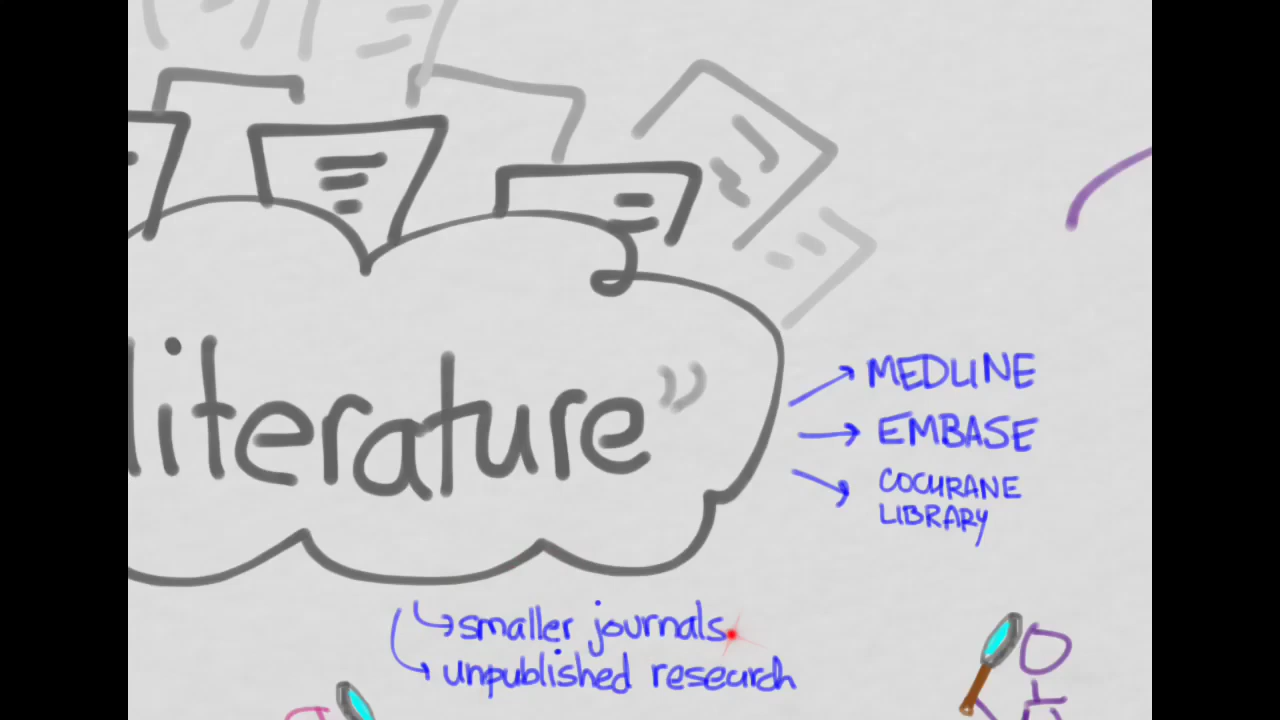 literature”
MEDLINE
EMBASE
COCHRANE
LIBRARY
smaller journals
unpublished research